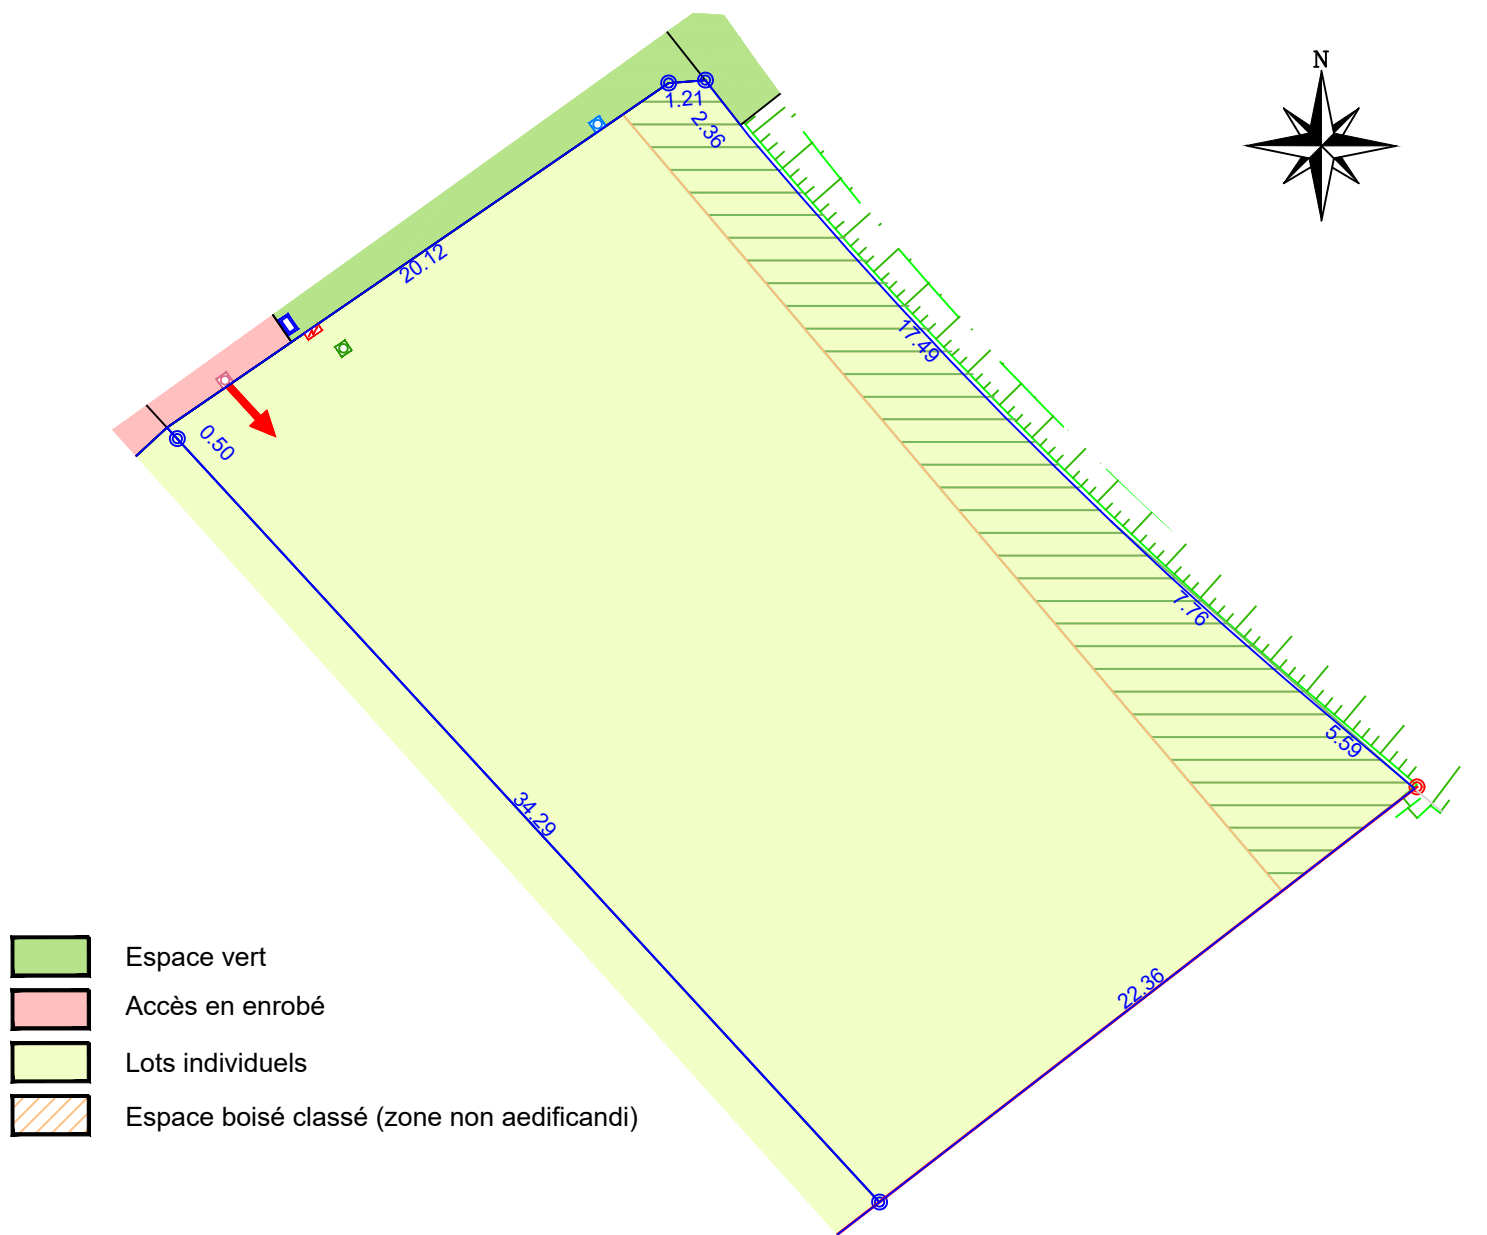 N
1.21
2.36
20.12
17.49
0.50
7.76
5.59
34.29
22.36
Espace vert
Accès en enrobé
Lots individuels
Espace boisé classé (zone non aedificandi)